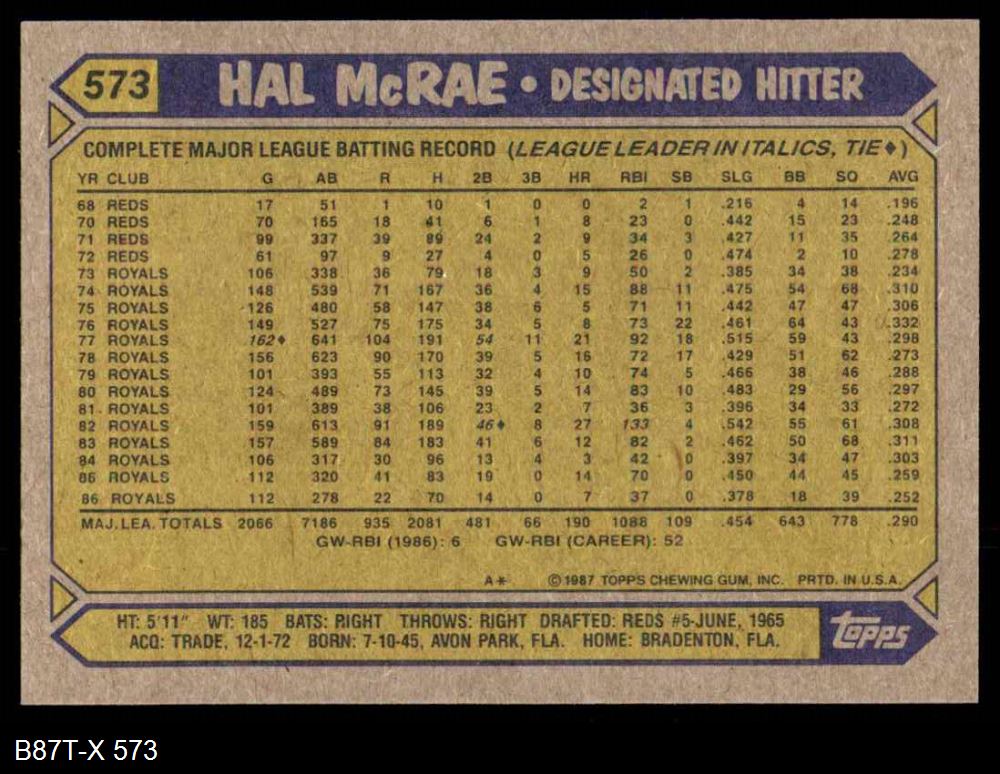 573 HAL McRAE • DESIGNATED HITTER
COMPLETE MAJOR LEAGUE BATTING RECORD (LEAGUE LEADER IN ITALICS, TIE♦)
YR CLUB G AB R H 2B 3B HR RBI SB SLG BB SO AVG
68 REDS 17 51 1 10 1 0 0 2 1 .216 4 14 .196
70 REDS 70 165 18 41 6 1 8 23 0 .442 15 23 .248
71 REDS 99 337 39 89 24 2 9 34 3 .427 11 35 .264
72 REDS 61 97 9 27 4 0 5 26 0 .474 2 10 .278
73 ROYALS 106 338 36 79 18 3 9 50 2 .385 34 38 .234
74 ROYALS 148 539 71 167 36 4 15 88 11 .475 54 68 .310
75 ROYALS 126 480 58 147 38 6 5 71 11 .442 47 47 .306
76 ROYALS 149 527 75 175 34 5 8 73 22 .461 64 43 .332
77 ROYALS 162♦ 641 104 191 54 11 21 92 18 .515 59 43 .298
78 ROYALS 156 623 90 170 39 5 16 72 17 .429 51 62 .273
79 ROYALS 101 393 55 113 32 4 10 74 5 .466 38 46 .288
80 ROYALS 124 489 73 145 39 5 14 83 10 .483 29 56 .297
81 ROYALS 101 389 38 106 23 2 7 36 3 .396 34 33 .272
82 ROYALS 159 613 91 189 46♦ 8 27 133 4 .542 55 61 .308
83 ROYALS 157 589 84 183 41 6 12 82 2 .462 50 68 .311
84 ROYALS 106 317 30 96 13 4 3 42 0 .397 34 47 .303
85 ROYALS 112 320 41 83 19 0 14 70 0 .450 44 45 .259
86 ROYALS 112 278 22 70 14 0 7 37 0 .378 18 39 .252
MAJ. LEA. TOTALS 2066 7186 935 2081 481 66 190 1088 109 .454 643 778 .290
GW-RBI (1986): 6 GW-RBI (CAREER): 52
A* ©1987 TOPPS CHEWING GUM, INC. PRTD. IN U.S.A.
HT: 5'11" WT: 185 BATS: RIGHT THROWS: RIGHT DRAFTED: REDS #5-JUNE, 1965
ACQ: TRADE, 12-1-72 BORN: 7-10-45, AVON PARK, FLA. HOME: BRADENTON, FLA.
topps
B87T-X 573